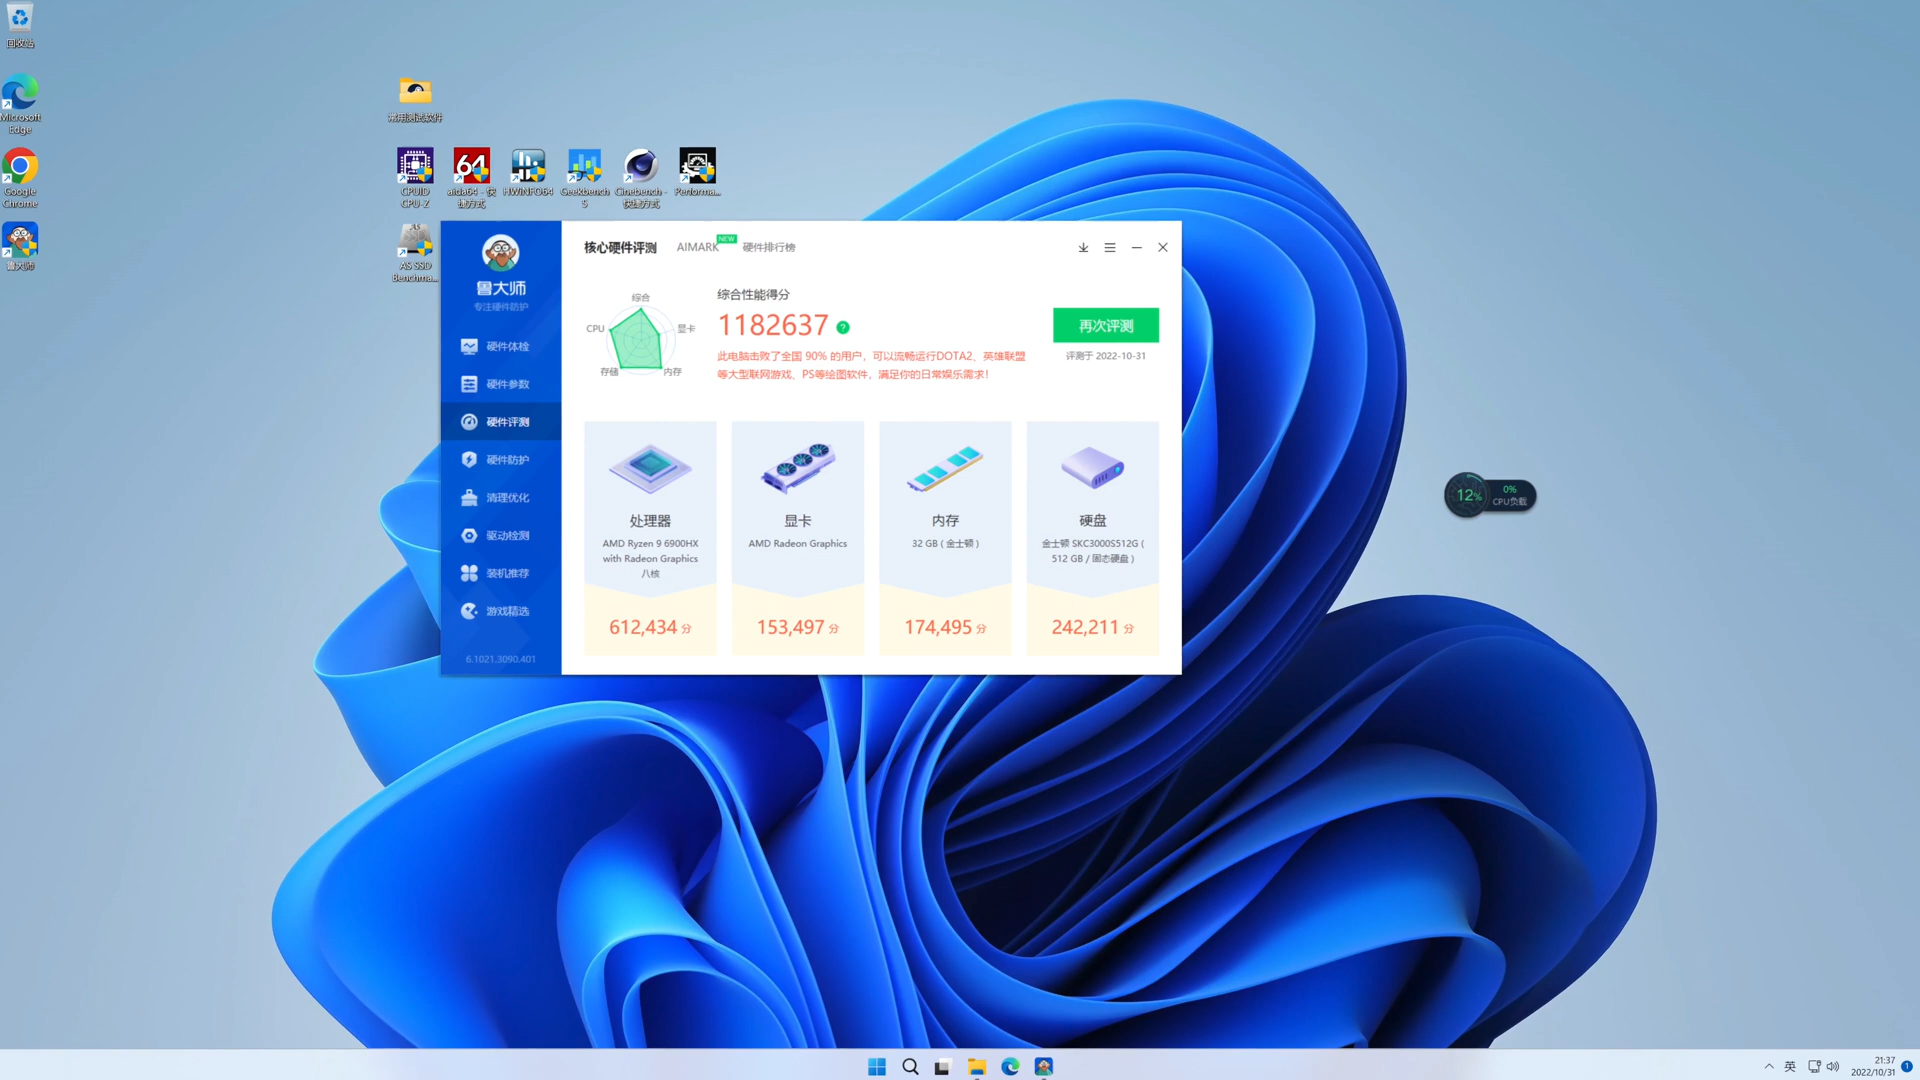 回收站
Microsoft
Edge
Google
Chrome
鲁大师
常用测试软件
CPUID
CPU-Z
aida64 - 快
捷方式
HWiNFO64
Geekbench
5
Cinebench -
快捷方式
Performa...
AS SSD
Benchma...
鲁大师
专注硬件防护
硬件体检
硬件参数
硬件评测
硬件防护
清理优化
驱动检测
装机推荐
游戏精选
6.1021.3090.401
核心硬件评测
AIMARK
NEW
硬件排行榜
综合
CPU
显卡
存储
内存
综合性能得分
1182637
此电脑击败了全国 90% 的用户，可以流畅运行DOTA2、英雄联盟
等大型联网游戏、PS等绘图软件，满足你的日常娱乐需求！
再次评测
评测于 2022-10-31
处理器
AMD Ryzen 9 6900HX
with Radeon Graphics
八核
612,434 分
显卡
AMD Radeon Graphics
153,497 分
内存
32 GB ( 金士顿 )
174,495 分
硬盘
金士顿 SKC3000S512G (
512 GB / 固态硬盘 )
242,211 分
12%
0%
CPU负载
英
21:37
2022/10/31
1